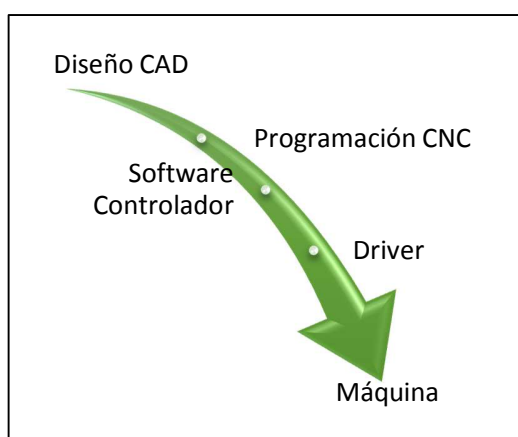 Diseño CAD
Programación CNC
Software
Controlador
Driver
Máquina